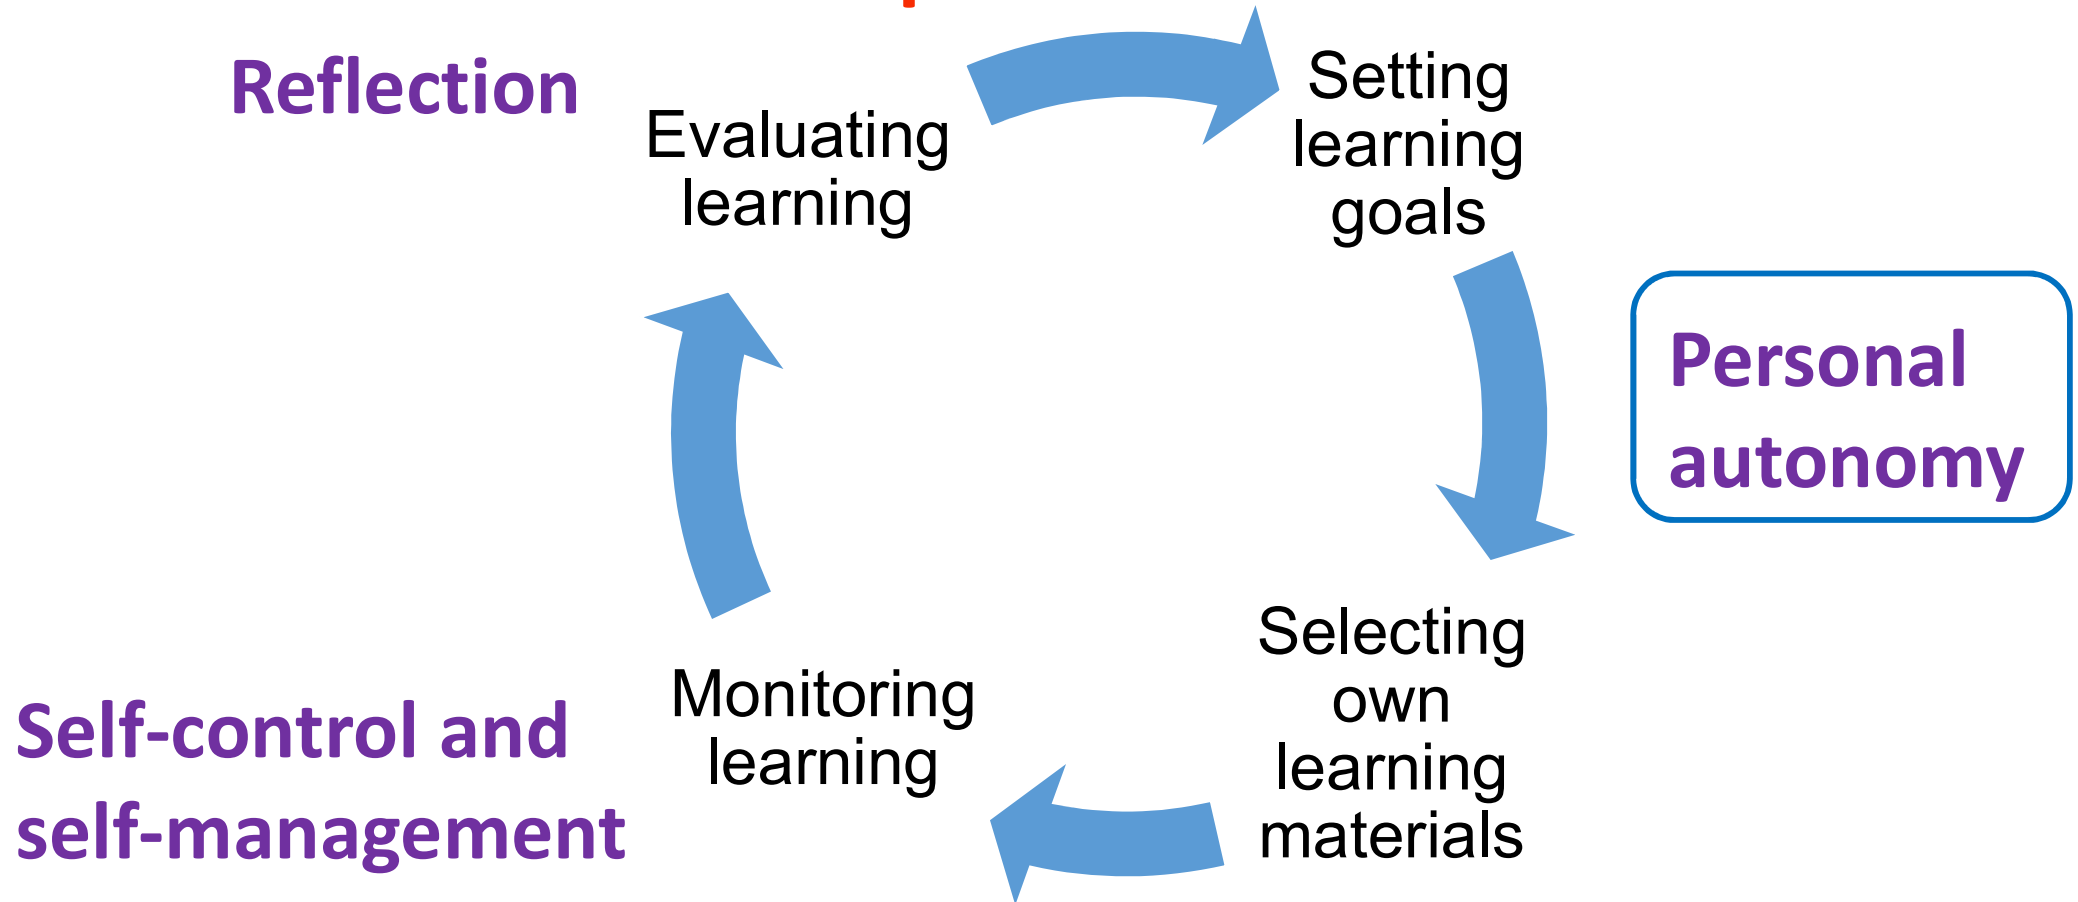 Reflection
Evaluating
learning
Setting
learning
goals
Personal
autonomy
Selecting
own
learning
materials
Monitoring
learning
Self-control and
self-management